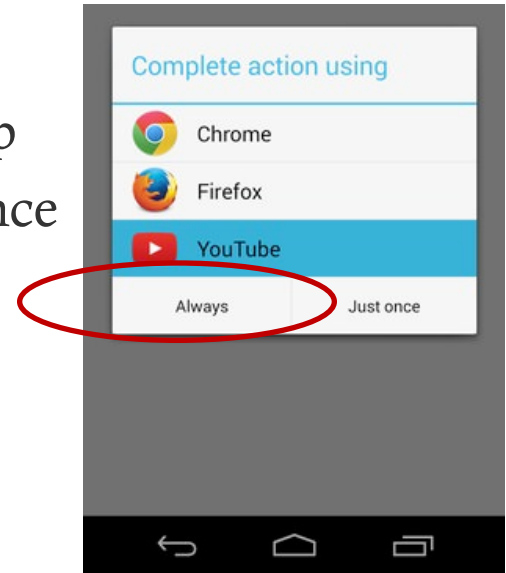 Complete action using
Chrome
Firefox
YouTube
Always Just once